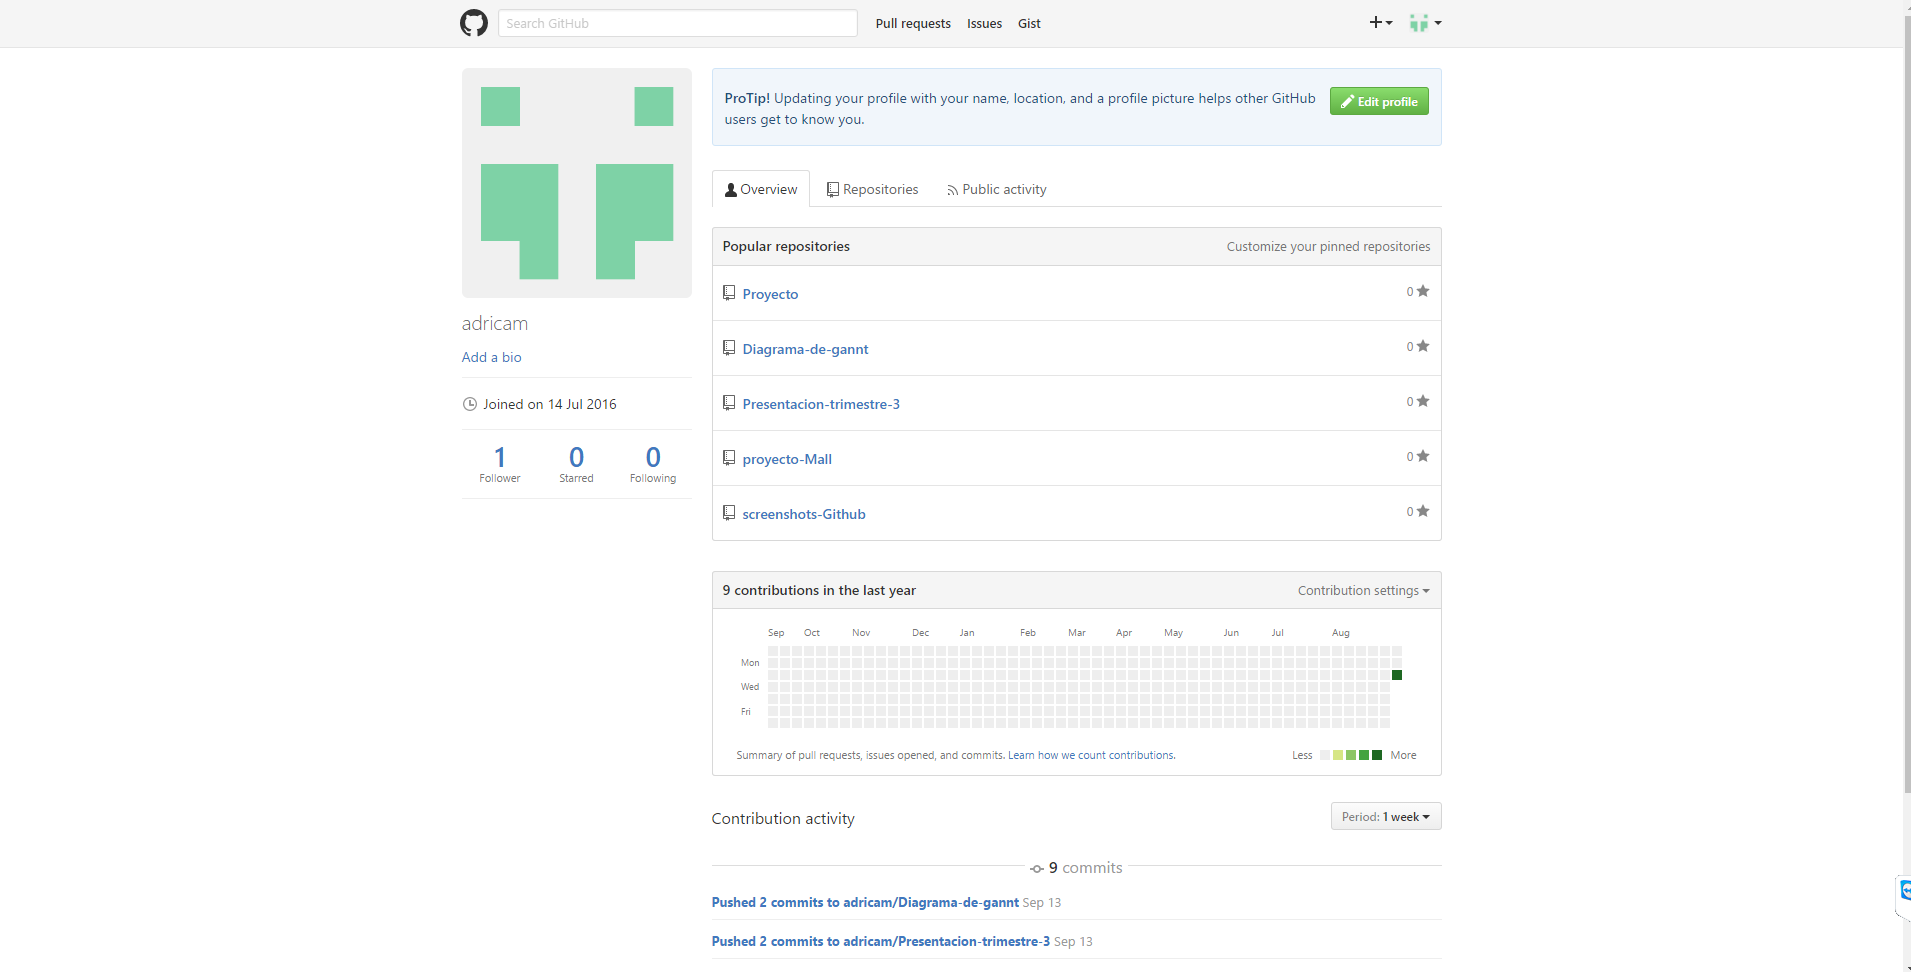 Search GitHub
Pull requests
Issues
Gist
adricam
Add a bio
Joined on 14 Jul 2016
1
Follower
0
Starred
0
Following
ProTip! Updating your profile with your name, location, and a profile picture helps other GitHub
users get to know you.
Edit profile
Overview
Repositories
Public activity
Popular repositories
Customize your pinned repositories
Proyecto
0
Diagrama-de-gannt
0
Presentacion-trimestre-3
0
proyecto-Mall
0
screenshots-Github
0
9 contributions in the last year
Contribution settings
Sep Oct Nov Dec Jan Feb Mar Apr May Jun Jul Aug
Mon
Wed
Fri
Summary of pull requests, issues opened, and commits. Learn how we count contributions.
Less
More
Contribution activity
Period: 1 week
9 commits
Pushed 2 commits to adricam/Diagrama-de-gannt Sep 13
Pushed 2 commits to adricam/Presentacion-trimestre-3 Sep 13